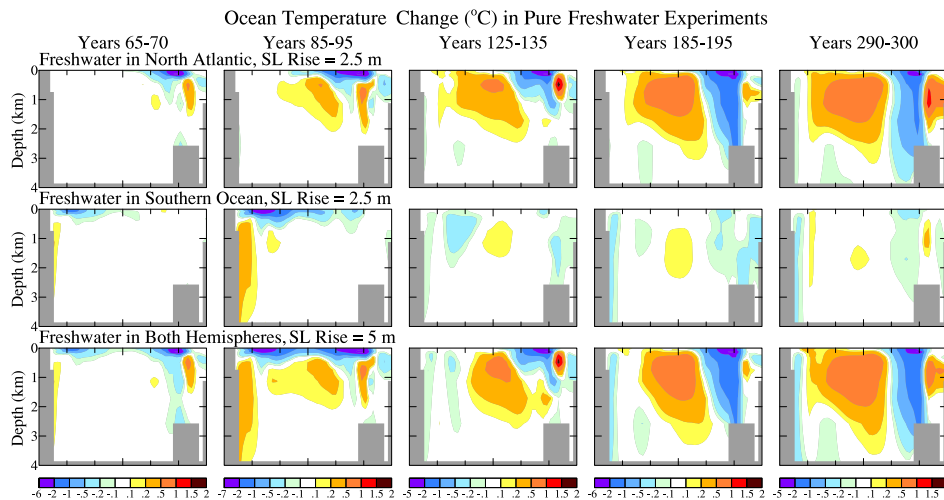 Ocean Temperature Change (°C) in Pure Freshwater Experiments
Years 65-70 Years 85-95 Years 125-135 Years 185-195 Years 290-300
Freshwater in North Atlantic, SL Rise = 2.5 m
0
1
2
3
4
Depth (km)
Freshwater in Southern Ocean, SL Rise = 2.5 m
0
1
2
3
4
Depth (km)
Freshwater in Both Hemispheres, SL Rise = 5 m
0
1
2
3
4
Depth (km)
-6 -2 -1 -.5 -.2 -.1 .1 .2 .5 1 1.5 2
-7 -2 -1 -.5 -.2 -.1 .1 .2 .5 1 1.5 2
-6 -2 -1 -.5 -.2 -.1 .1 .2 .5 1 1.5 2
-6 -2 -1 -.5 -.2 -.1 .1 .2 .5 1 1.5 2
-6 -2 -1 -.5 -.2 -.1 .1 .2 .5 1 1.5 2